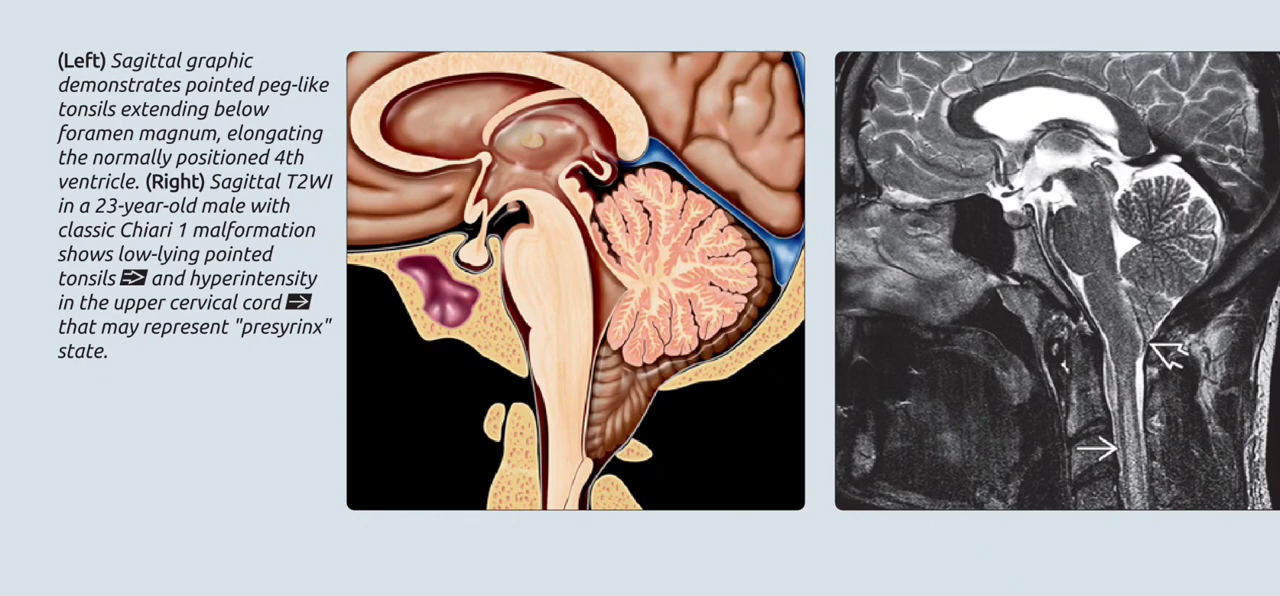 (Left) Sagittal graphic
demonstrates pointed peg-like
tonsils extending below
foramen magnum, elongating
the normally positioned 4th
ventricle. (Right) Sagittal T2WI
in a 23-year-old male with
classic Chiari 1 malformation
shows low-lying pointed
tonsils and hyperintensity
in the upper cervical cord
that may represent "presyrinx"
state.